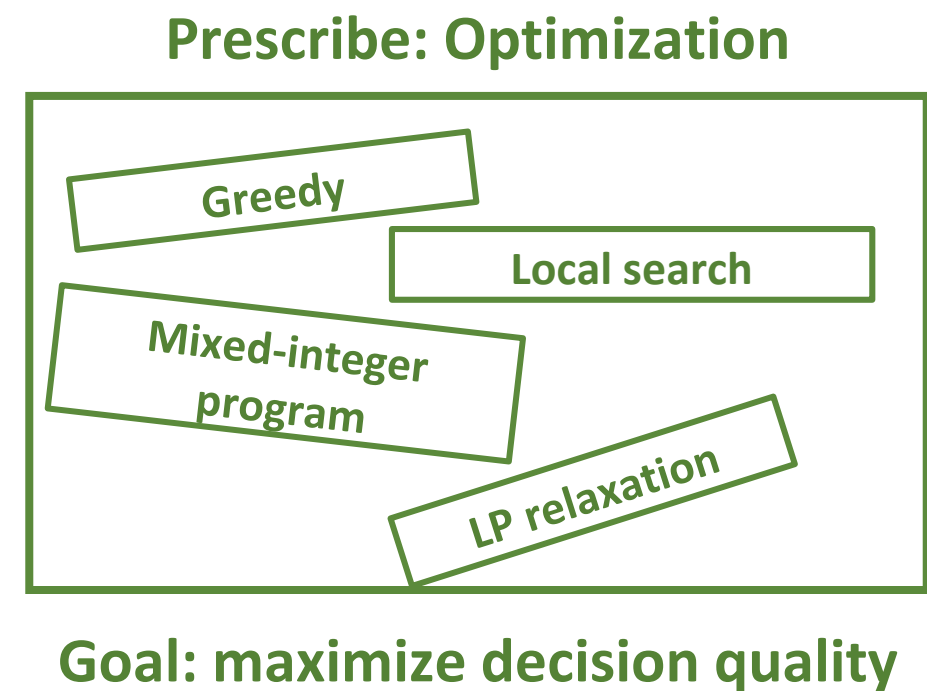 Prescribe: Optimization
Greedy
Local search
Mixed-integer
program
LP relaxation
Goal: maximize decision quality